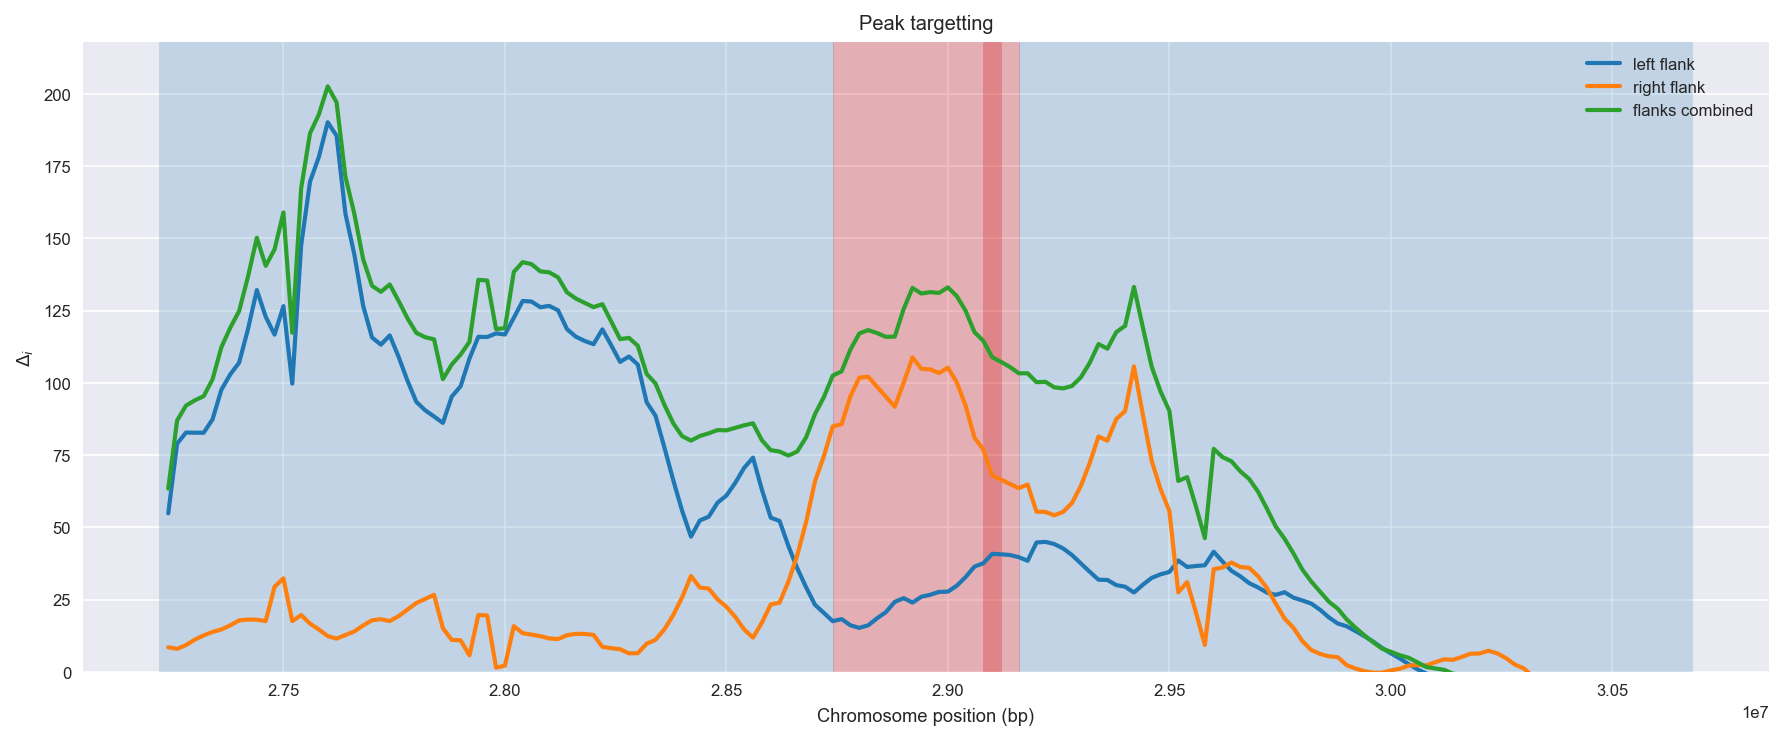 Peak targetting
left flank
right flank
flanks combined
200
175
150
125
100
75
50
25
0
Δi
2.75 2.80 2.85 2.90 2.95 3.00 3.05
1e7
Chromosome position (bp)